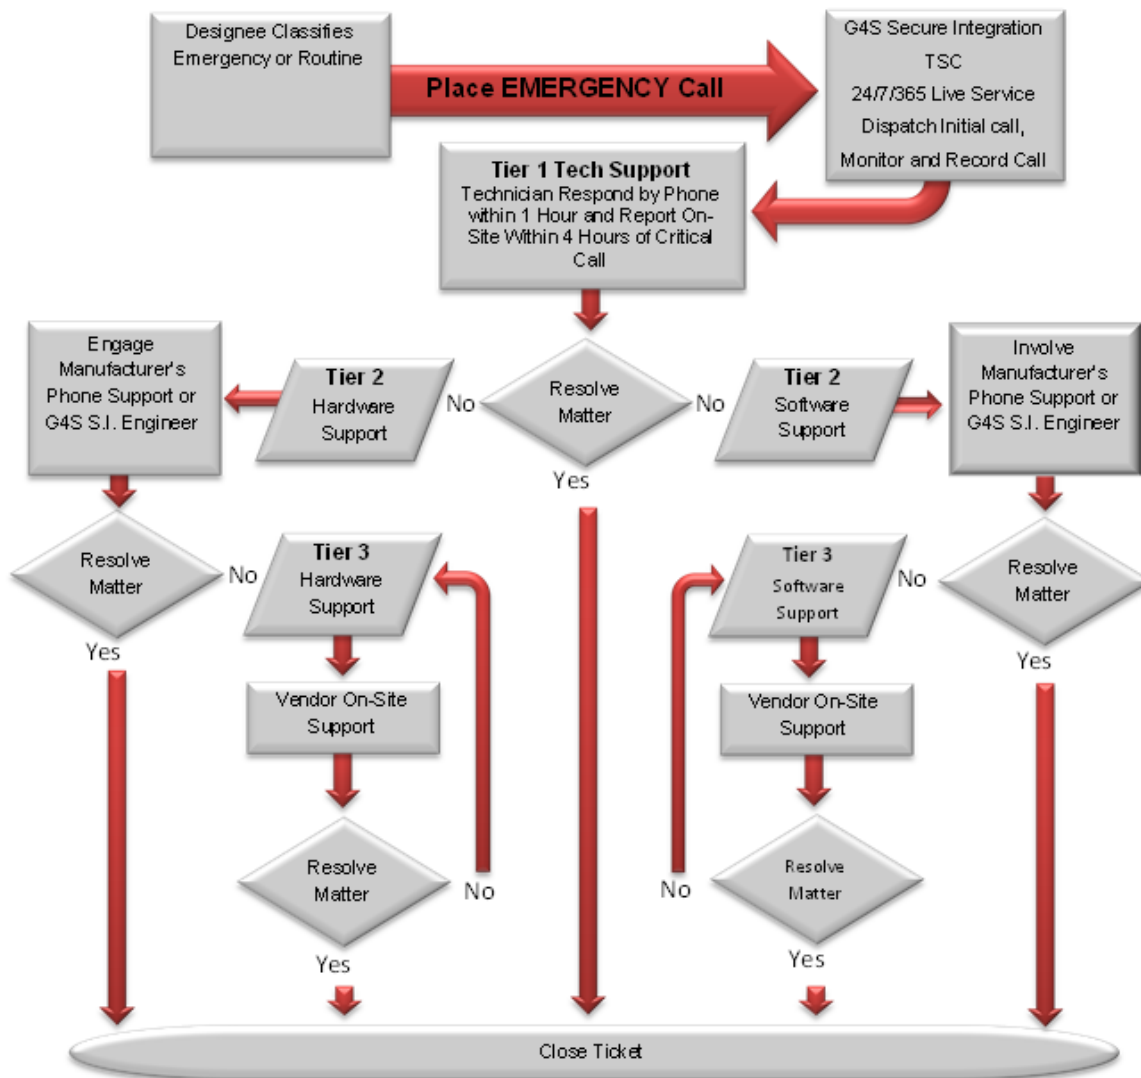 Designee Classifies
Emergency or Routine
Place EMERGENCY Call
G4S Secure Integration
TSC
24/7/365 Live Service
Dispatch Initial call,
Monitor and Record Call
Tier 1 Tech Support
Technician Respond by Phone
within 1 Hour and Report On-
Site Within 4 Hours of Critical
Call
Engage
Manufacturer's
Phone Support or
G4S S.I. Engineer
Tier 2
Hardware
Support
No
Resolve
Matter
No
Tier 2
Software
Support
Involve
Manufacturer's
Phone Support or
G4S S.I. Engineer
Yes
Resolve
Matter
No
Tier 3
Hardware
Support
Tier 3
Software
Support
No
Resolve
Matter
Yes
Yes
Vendor On-Site
Support
Vendor On-Site
Support
Resolve
Matter
No
No
Resolve
Matter
Yes
Yes
Close Ticket